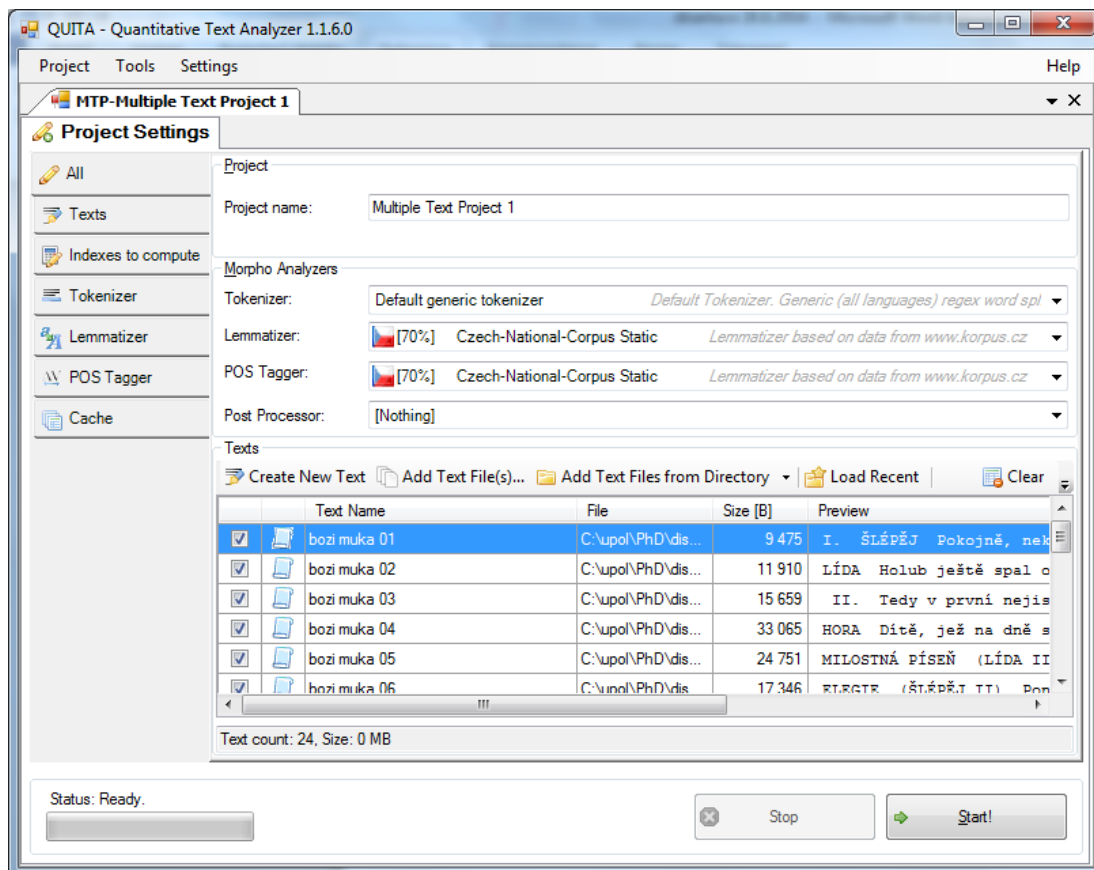 QUITA - Quantitative Text Analyzer 1.1.6.0
Project Tools Settings Help
MTP-Multiple Text Project 1
Project Settings
All
Texts
Indexes to compute
Tokenizer
Lemmatizer
POS Tagger
Cache
Project
Project name: Multiple Text Project 1
Morpho Analyzers
Tokenizer: Default generic tokenizer Default Tokenizer. Generic (all languages) regex word spl
Lemmatizer: [70%] Czech-National-Corpus Static Lemmatizer based on data from www.korpus.cz
POS Tagger: [70%] Czech-National-Corpus Static Lemmatizer based on data from www.korpus.cz
Post Processor: [Nothing]
Texts
Create New Text Add Text File(s)... Add Text Files from Directory Load Recent Clear
Text Name File Size [B] Preview
bozi muka 01 C:\upol\PhD\dis... 9 475 I. ŠLÉPĚJ Pokojně, nek
bozi muka 02 C:\upol\PhD\dis... 11 910 LÍDA Holub ještě spal o
bozi muka 03 C:\upol\PhD\dis... 15 659 II. Tedy v první nejis
bozi muka 04 C:\upol\PhD\dis... 33 065 HORA Dítě, jež na dně s
bozi muka 05 C:\upol\PhD\dis... 24 751 MILOSTNÁ PÍSEŇ (LÍDA II
bozi muka 06 C:\upol\PhD\dis 17 346 ELEGIE (ŠLÉPĚJ II) Pon
Text count: 24, Size: 0 MB
Status: Ready.
Stop
Start!